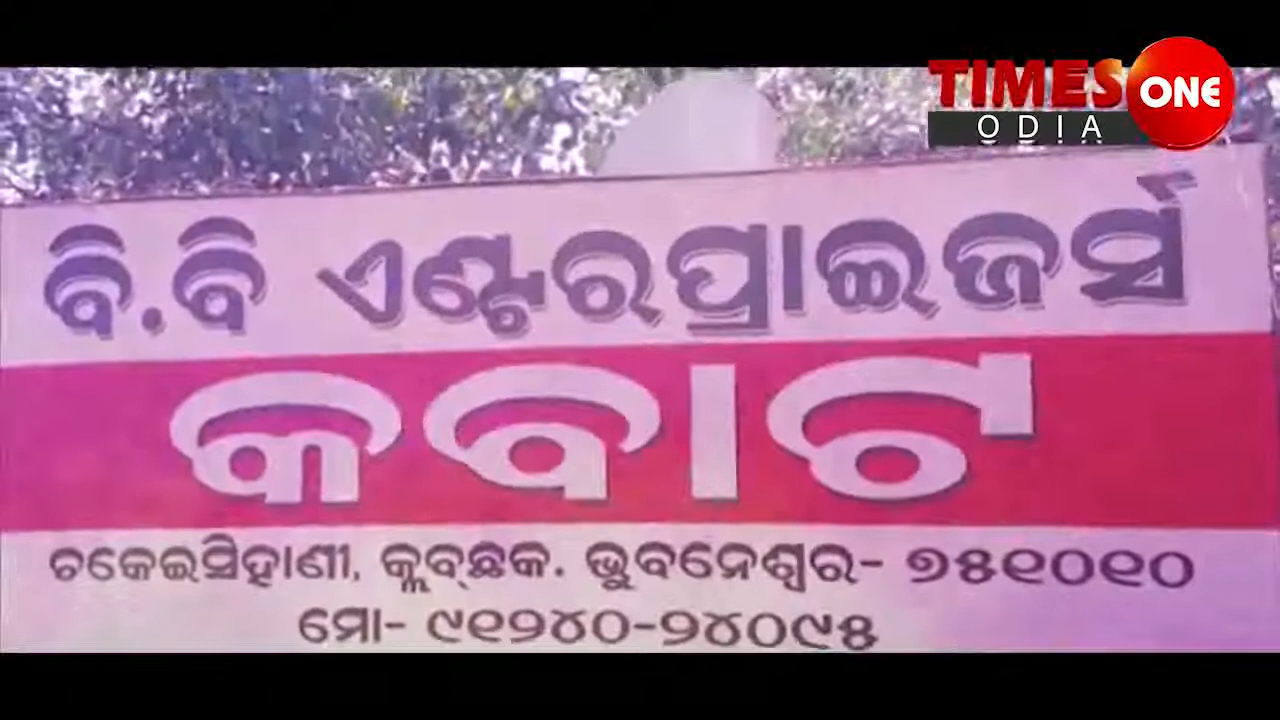 TIMES ONE
ODIA
ବି.ବି ଏଣ୍ଟରପ୍ରାଇଜର୍ସ
କବାଟ
ଚକେଇସିହାଣୀ, କ୍ଲବ୍‌ଛକ. ଭୁବନେଶ୍ୱର- ୭୫୧୦୧୦
ମୋ- ୯୧୨୪୦-୨୪୦୯୫